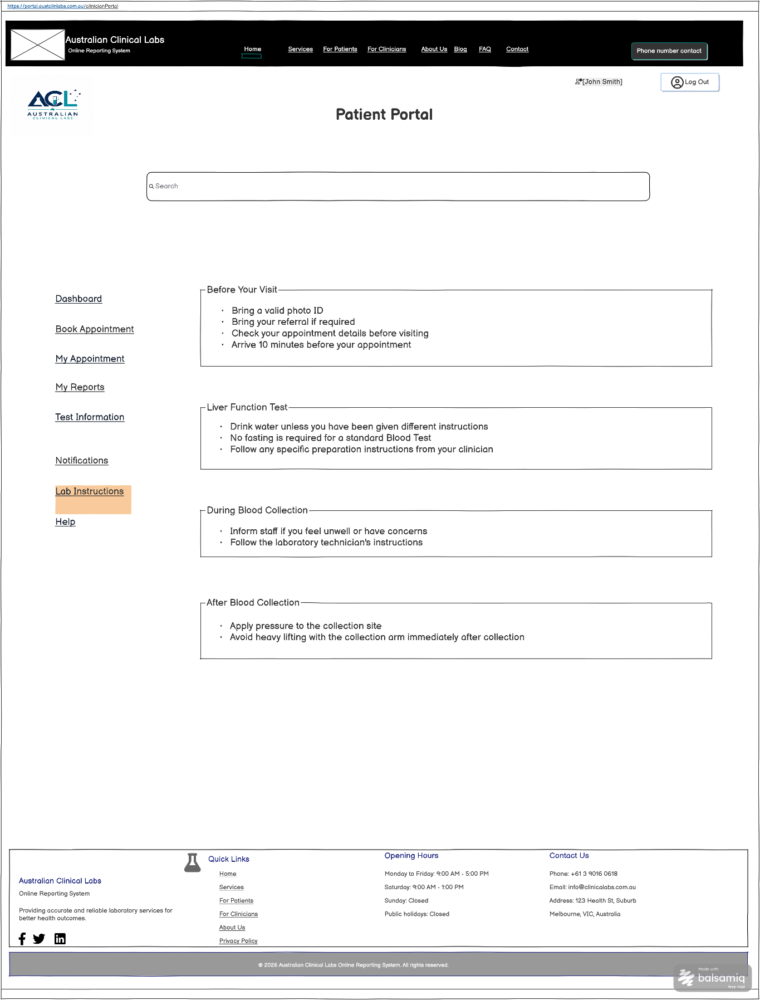 https://portal.austclinlabs.com.au/clinicianPortal
Australian Clinical Labs
Online Reporting System
Home Services For Patients For Clinicians About Us Blog FAQ Contact
Phone number contact
[John Smith]
Log Out
ACL
AUSTRALIAN
CLINICAL LABS
Patient Portal
Search
Dashboard
Book Appointment
My Appointment
My Reports
Test Information
Notifications
Lab Instructions
Help
Before Your Visit
• Bring a valid photo ID
• Bring your referral if required
• Check your appointment details before visiting
• Arrive 10 minutes before your appointment
Liver Function Test
• Drink water unless you have been given different instructions
• No fasting is required for a standard Blood Test
• Follow any specific preparation instructions from your clinician
During Blood Collection
• Inform staff if you feel unwell or have concerns
• Follow the laboratory technician's instructions
After Blood Collection
• Apply pressure to the collection site
• Avoid heavy lifting with the collection arm immediately after collection
Australian Clinical Labs
Online Reporting System
Providing accurate and reliable laboratory services for
better health outcomes.
Quick Links
Home
Services
For Patients
For Clinicians
About Us
Privacy Policy
Opening Hours
Monday to Friday: 9:00 AM - 5:00 PM
Saturday: 9:00 AM - 1:00 PM
Sunday: Closed
Public holidays: Closed
Contact Us
Phone: +61 3 9016 0618
Email: info@clinicalabs.com.au
Address: 123 Health St, Suburb
Melbourne, VIC, Australia
© 2026 Australian Clinical Labs Online Reporting System. All rights reserved.
Made with
balsamiq
free trial